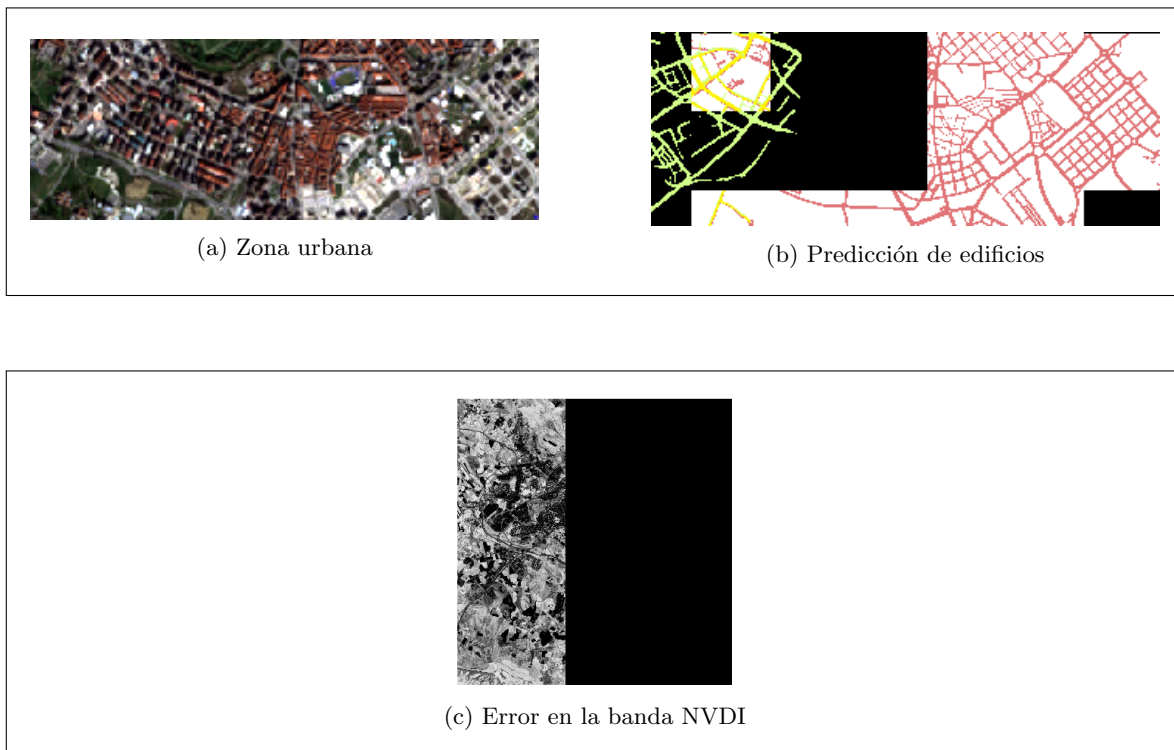 (a) Zona urbana
(b) Predicción de edificios
(c) Error en la banda NVDI